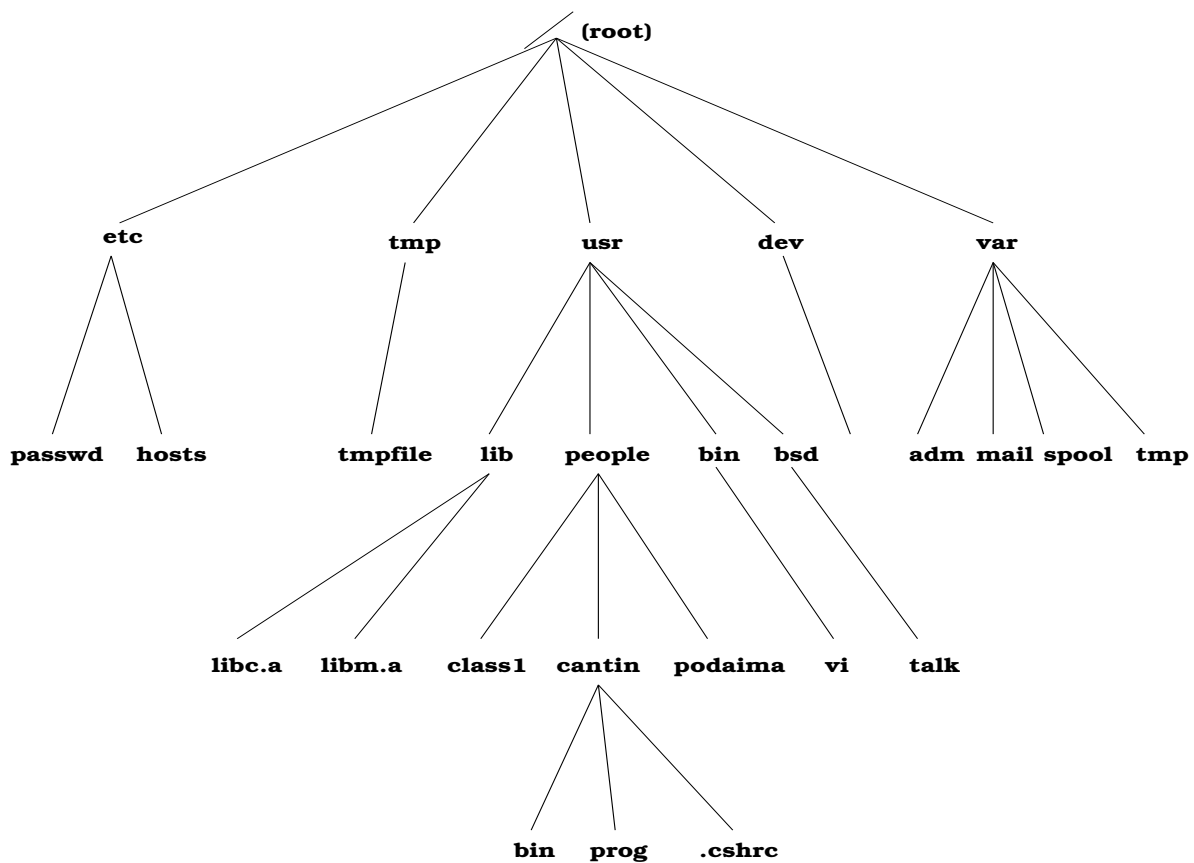 / (root)
etc tmp usr dev var
passwd hosts tmpfile lib people bin bsd adm mail spool tmp
libc.a libm.a class1 cantin podaima vi talk
bin prog .cshrc